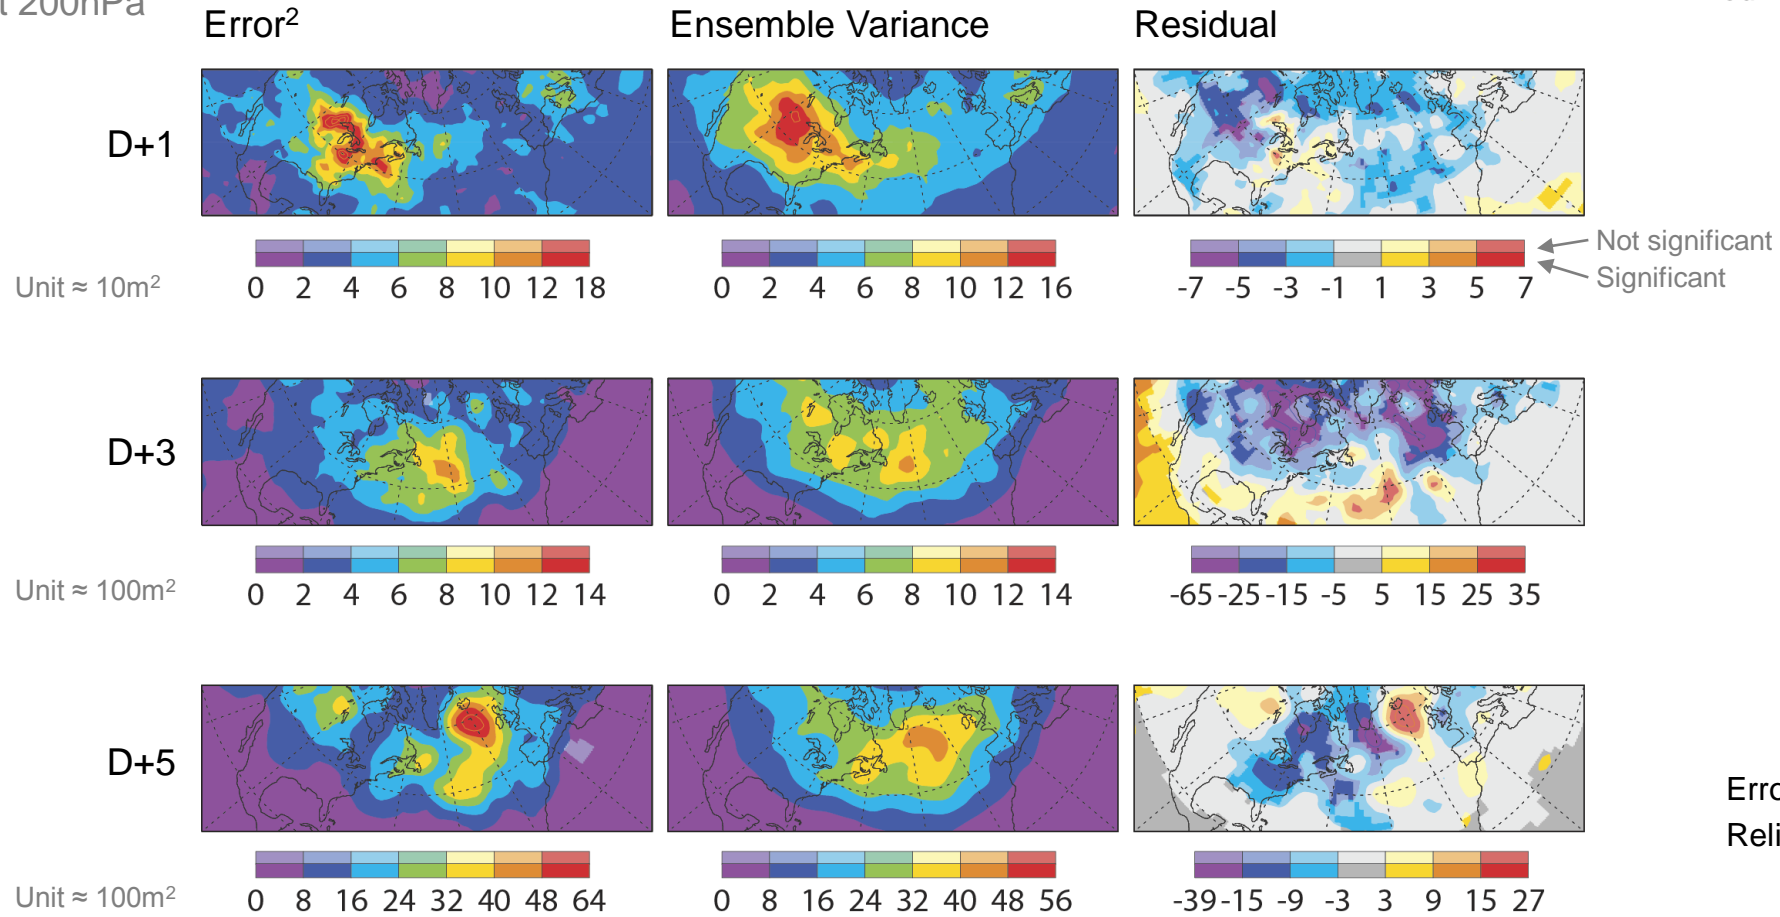 t 200hPa
Error²
Ensemble Variance
Residual
D+1
Unit ≈ 10m²
0 2 4 6 8 10 12 18
0 2 4 6 8 10 12 16
-7 -5 -3 -1 1 3 5 7
Not significant
Significant
D+3
Unit ≈ 100m²
0 2 4 6 8 10 12 14
0 2 4 6 8 10 12 14
-65 -25 -15 -5 5 15 25 35
D+5
Erro
Reli
Unit ≈ 100m²
0 8 16 24 32 40 48 64
0 8 16 24 32 40 48 56
-39 -15 -9 -3 3 9 15 27